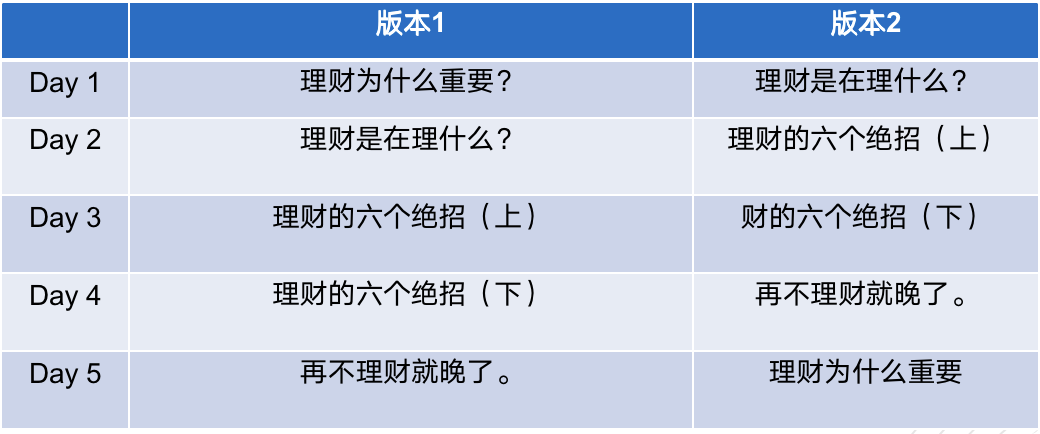 版本1 版本2
Day 1 理财为什么重要? 理财是在理什么?
Day 2 理财是在理什么? 理财的六个绝招（上）
Day 3 理财的六个绝招（上） 财的六个绝招（下）
Day 4 理财的六个绝招（下） 再不理财就晚了。
Day 5 再不理财就晚了。 理财为什么重要